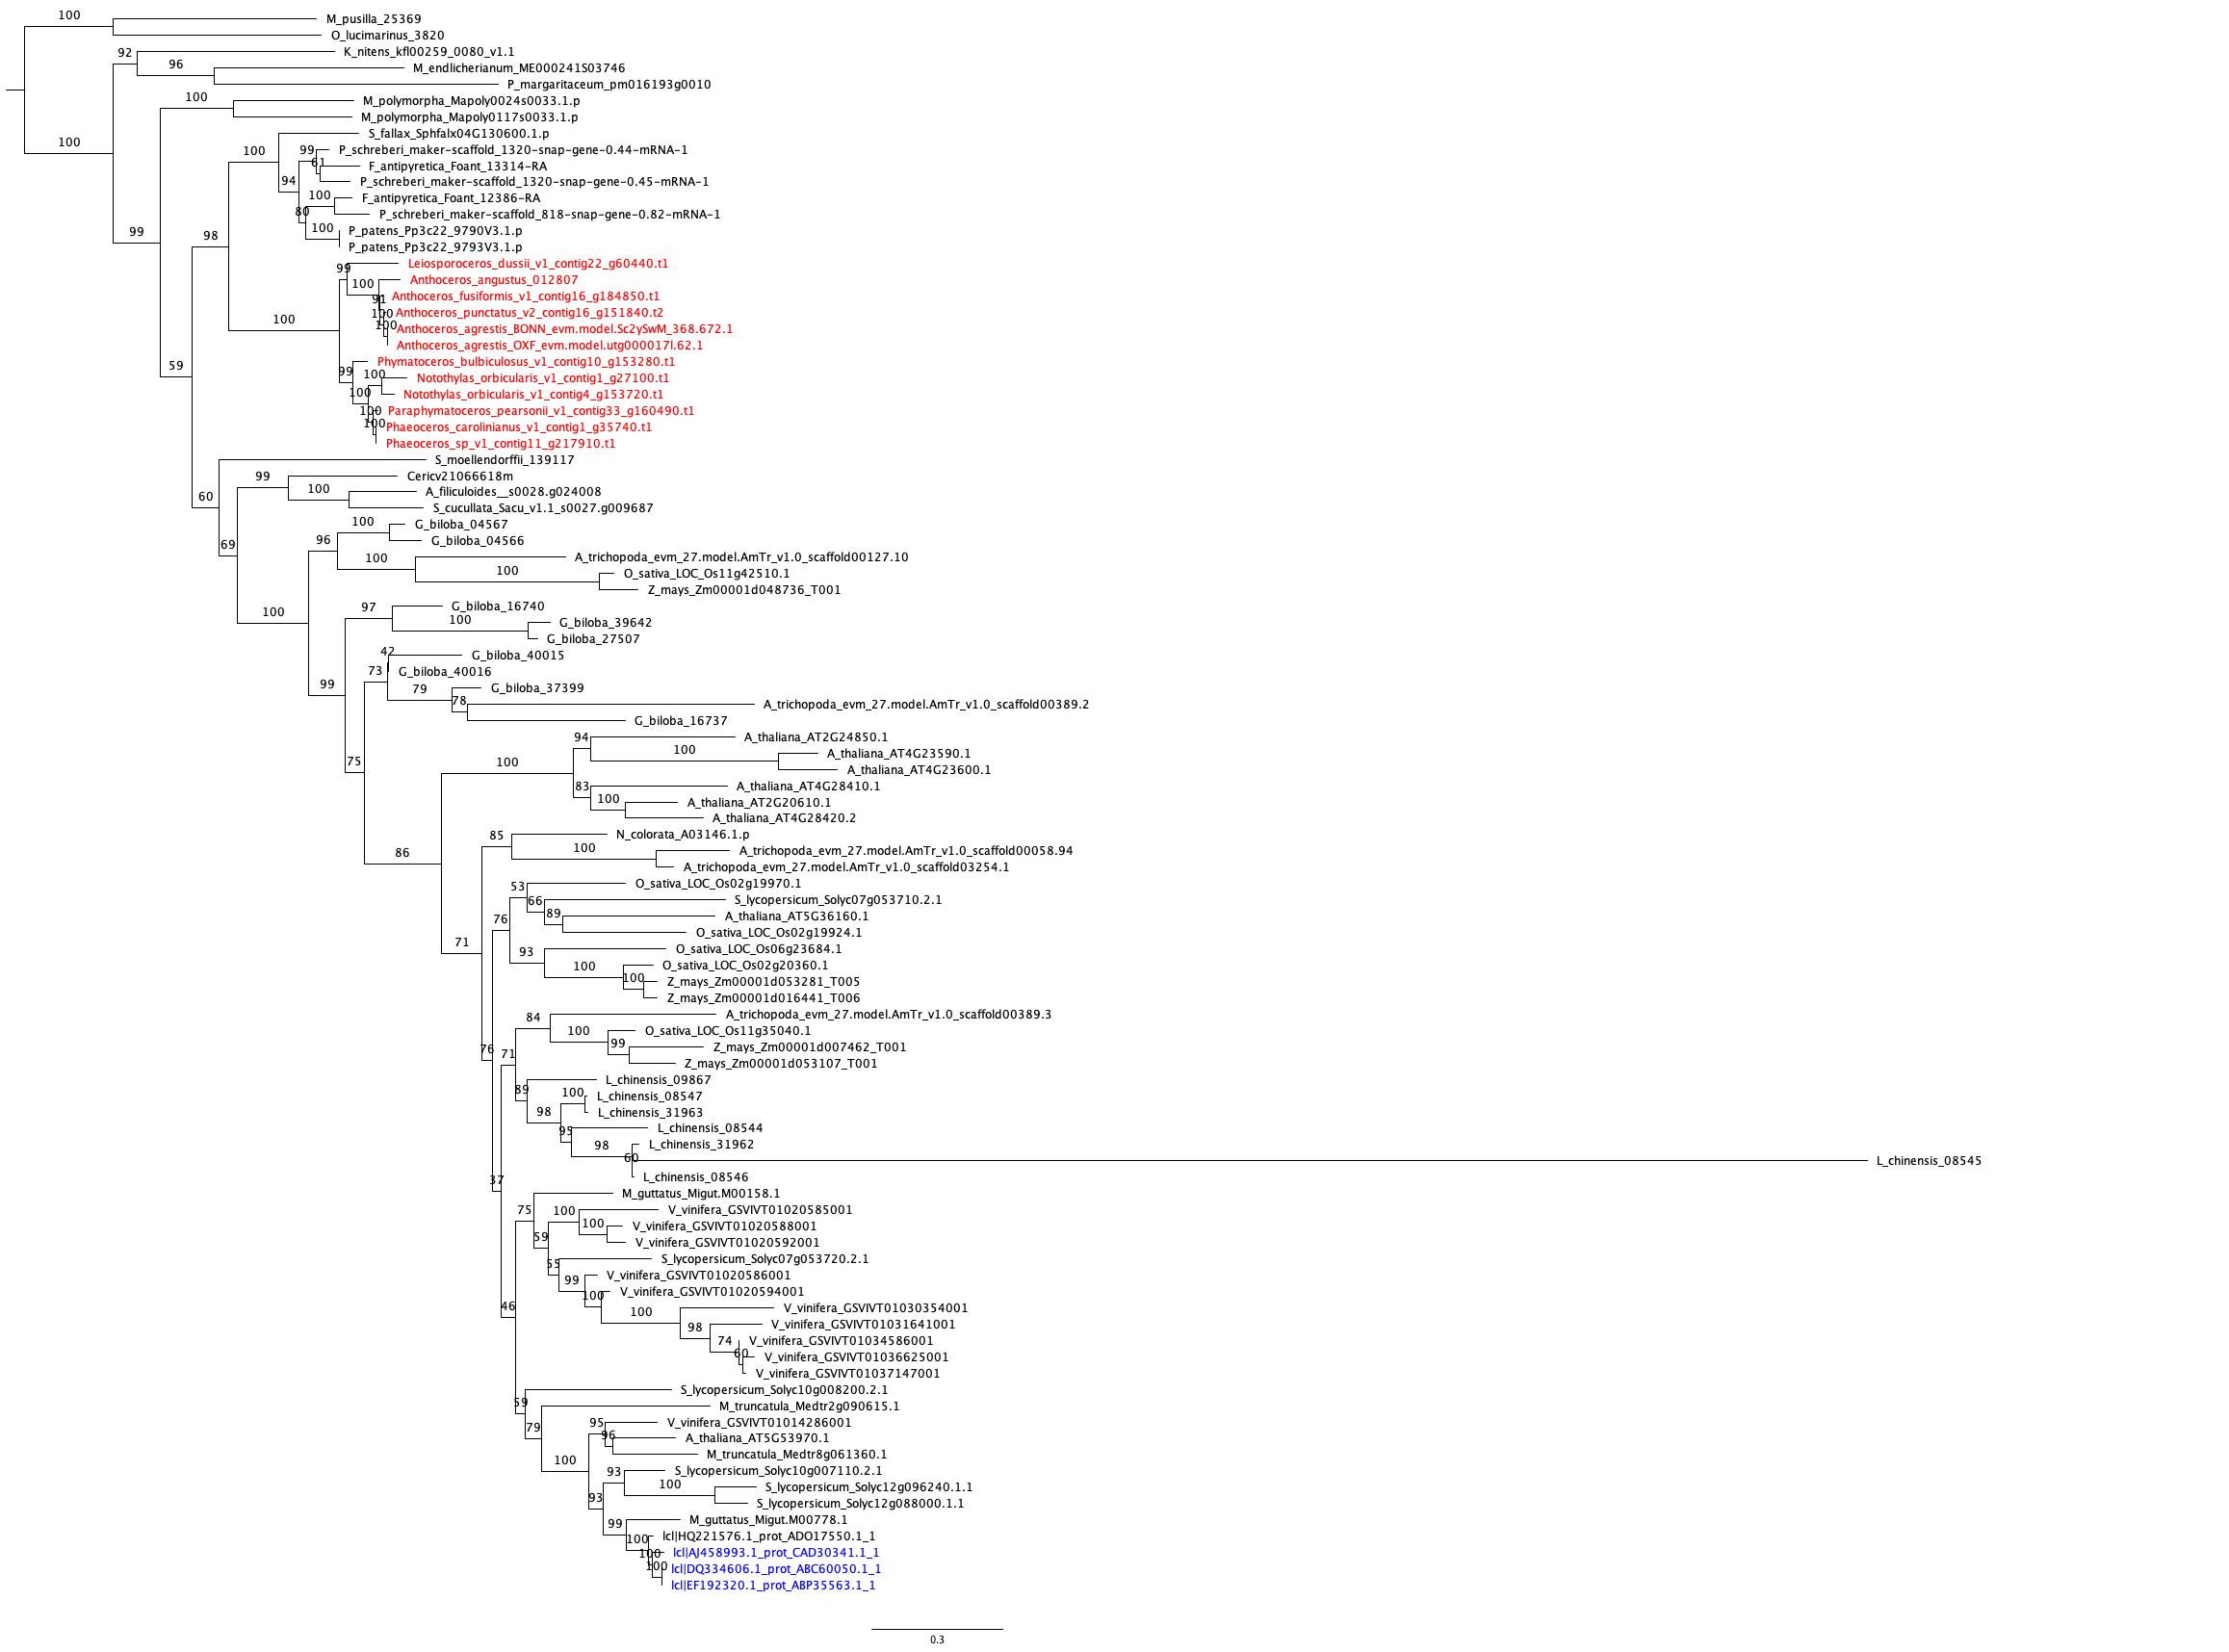 100
M_pusilla_25369
O_lucimarinus_3820
92
K_nitens_kfl00259_0080_v1.1
96
M_endlicherianum_ME000241S03746
P_margaritaceum_pm016193g0010
100
M_polymorpha_Mapoly0024s0033.1.p
M_polymorpha_Mapoly0117s0033.1.p
100
S_fallax_Sphfalx04G130600.1.p
100
99
P_schreberi_maker-scaffold_1320-snap-gene-0.44-mRNA-1
61
F_antipyretica_Foant_13314-RA
94
P_schreberi_maker-scaffold_1320-snap-gene-0.45-mRNA-1
100
F_antipyretica_Foant_12386-RA
80
P_schreberi_maker-scaffold_818-snap-gene-0.82-mRNA-1
99
98
100
P_patens_Pp3c22_9790V3.1.p
P_patens_Pp3c22_9793V3.1.p
99
Leiosporoceros_dussii_v1_contig22_g60440.t1
100
Anthoceros_angustus_012807
91
Anthoceros_fusiformis_v1_contig16_g184850.t1
100
100
Anthoceros_punctatus_v2_contig16_g151840.t2
100
Anthoceros_agrestis_BONN_evm.model.Sc2ySwM_368.672.1
Anthoceros_agrestis_OXF_evm.model.utg000017l.62.1
59
99
Phymatoceros_bulbiculosus_v1_contig10_g153280.t1
100
Notothylas_orbicularis_v1_contig1_g27100.t1
100
Notothylas_orbicularis_v1_contig4_g153720.t1
100
Paraphymatoceros_pearsonii_v1_contig33_g160490.t1
100
Phaeoceros_carolinianus_v1_contig1_g35740.t1
Phaeoceros_sp_v1_contig11_g217910.t1
S_moellendorffii_139117
99
Cericv21066618m
60
100
A_filiculoides__s0028.g024008
S_cucullata_Sacu_v1.1_s0027.g009687
100
G_biloba_04567
69
96
G_biloba_04566
100
A_trichopoda_evm_27.model.AmTr_v1.0_scaffold00127.10
100
O_sativa_LOC_Os11g42510.1
Z_mays_Zm00001d048736_T001
100
97
G_biloba_16740
100
G_biloba_39642
G_biloba_27507
42
G_biloba_40015
73
G_biloba_40016
99
79
G_biloba_37399
78
A_trichopoda_evm_27.model.AmTr_v1.0_scaffold00389.2
G_biloba_16737
94
A_thaliana_AT2G24850.1
75
100
100
A_thaliana_AT4G23590.1
A_thaliana_AT4G23600.1
83
A_thaliana_AT4G28410.1
100
A_thaliana_AT2G20610.1
A_thaliana_AT4G28420.2
85
N_colorata_A03146.1.p
86
100
A_trichopoda_evm_27.model.AmTr_v1.0_scaffold00058.94
A_trichopoda_evm_27.model.AmTr_v1.0_scaffold03254.1
53
O_sativa_LOC_Os02g19970.1
66
S_lycopersicum_Solyc07g053710.2.1
76
89
A_thaliana_AT5G36160.1
O_sativa_LOC_Os02g19924.1
71
93
O_sativa_LOC_Os06g23684.1
100
O_sativa_LOC_Os02g20360.1
100
Z_mays_Zm00001d053281_T005
Z_mays_Zm00001d016441_T006
84
A_trichopoda_evm_27.model.AmTr_v1.0_scaffold00389.3
100
O_sativa_LOC_Os11g35040.1
76
71
99
Z_mays_Zm00001d007462_T001
Z_mays_Zm00001d053107_T001
89
L_chinensis_09867
100
L_chinensis_08547
98
L_chinensis_31963
95
L_chinensis_08544
98
L_chinensis_31962
60
L_chinensis_08545
37
L_chinensis_08546
M_guttatus_Migut.M00158.1
75
100
V_vinifera_GSVIVT01020585001
100
V_vinifera_GSVIVT01020588001
59
V_vinifera_GSVIVT01020592001
55
S_lycopersicum_Solyc07g053720.2.1
99
V_vinifera_GSVIVT01020586001
100
V_vinifera_GSVIVT01020594001
46
100
V_vinifera_GSVIVT01030354001
98
V_vinifera_GSVIVT01031641001
74
V_vinifera_GSVIVT01034586001
60
V_vinifera_GSVIVT01036625001
V_vinifera_GSVIVT01037147001
59
S_lycopersicum_Solyc10g008200.2.1
79
M_truncatula_Medtr2g090615.1
95
V_vinifera_GSVIVT01014286001
96
A_thaliana_AT5G53970.1
100
M_truncatula_Medtr8g061360.1
93
S_lycopersicum_Solyc10g007110.2.1
93
100
S_lycopersicum_Solyc12g096240.1.1
S_lycopersicum_Solyc12g088000.1.1
99
M_guttatus_Migut.M00778.1
100
lcl|HQ221576.1_prot_ADO17550.1_1
100
lcl|AJ458993.1_prot_CAD30341.1_1
100
lcl|DQ334606.1_prot_ABC60050.1_1
lcl|EF192320.1_prot_ABP35563.1_1
0.3